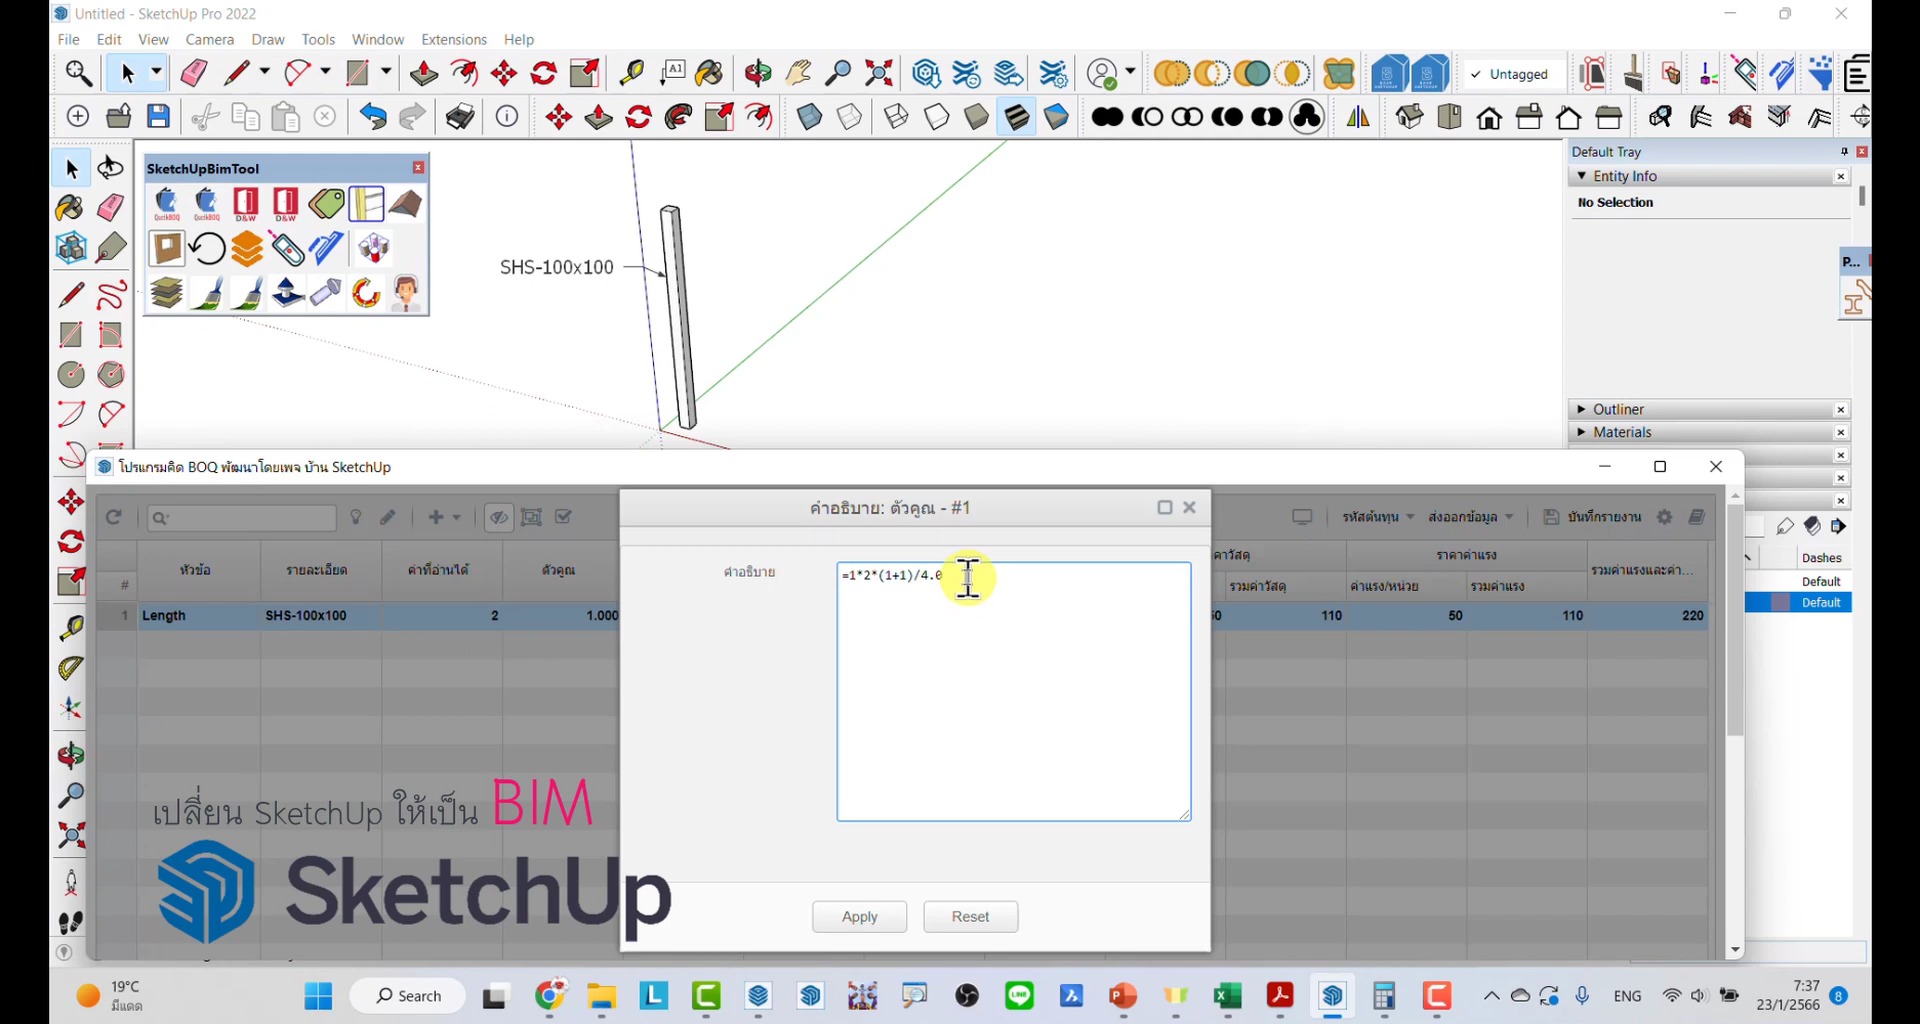 Untitled - SketchUp Pro 2022
File Edit View Camera Draw Tools Window Extensions Help
Untagged
SketchUpBimTool
D&W
D&W
SHS-100x100
Default Tray
Entity Info
No Selection
P...
Outliner
Materials
โปรแกรมคิด BOQ พัฒนาโดยเพจ บ้าน SketchUp
คำอธิบาย: ตัวคูณ - #1
รหัสต้นทุน ส่งออกข้อมูล บันทึกรายงาน
# หัวข้อ รายละเอียด ค่าที่อ่านได้ ตัวคูณ
ราคาค่าแรง
รวมค่าวัสดุ ค่าแรง/หน่วย รวมค่าแรง รวมค่าแรงและค่า...
Dashes
Default
Default
1 Length SHS-100x100 2 1.000
110 50 110 220
คำอธิบาย
=1*2*(1+1)/4.0
Apply Reset
เปลี่ยน SketchUp ให้เป็น BIM
SketchUp
19°C
มีแดด
Search
ENG
7:37
23/1/2566
8